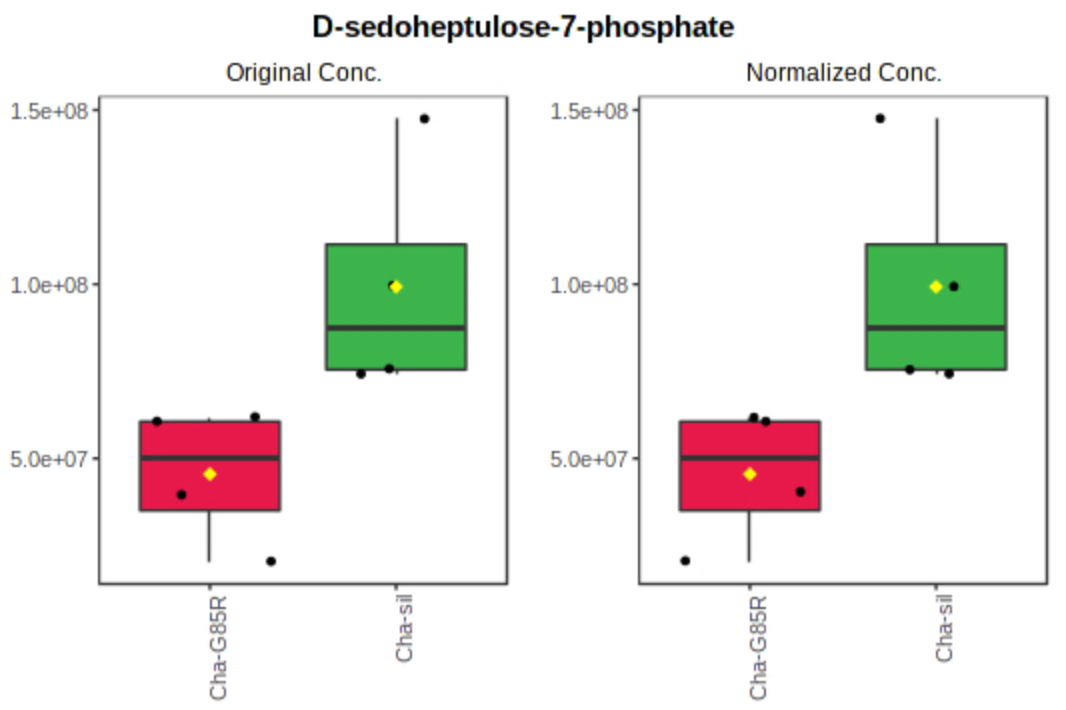 D-sedoheptulose-7-phosphate
Original Conc.
1.5e+08
1.0e+08
5.0e+07
Cha-G85R
Cha-sil
Normalized Conc.
1.5e+08
1.0e+08
5.0e+07
Cha-G85R
Cha-sil